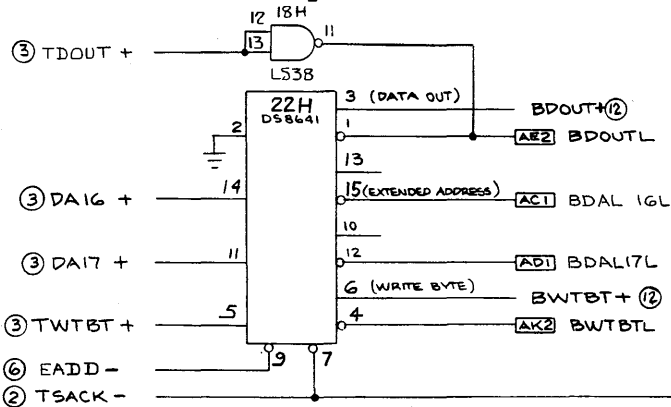 12 18H 11
③ TDOUT + 13
LS38
22H 3 (DATA OUT) BDOUT+ ⑫
DS8641
2 1 AE2 BDOUTL
13
③ DA16 + 14 15 (EXTENDED ADDRESS) AC1 BDAL 16L
10
③ DA17 + 11 12 AD1 BDAL17L
6 (WRITE BYTE) BWTBT+ ⑫
③ TWTBT + 5 4 AK2 BWTBTL
⑥ EADD - 9 7
② TSACK -